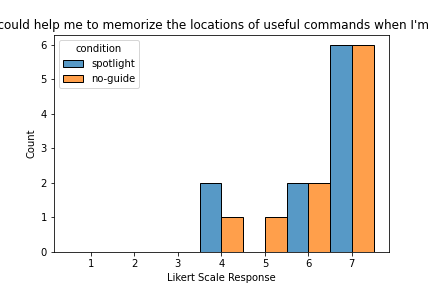 could help me to memorize the locations of useful commands when I'm
condition
spotlight
no-guide
6
5
4
3
2
1
0
Count
1 2 3 4 5 6 7
Likert Scale Response